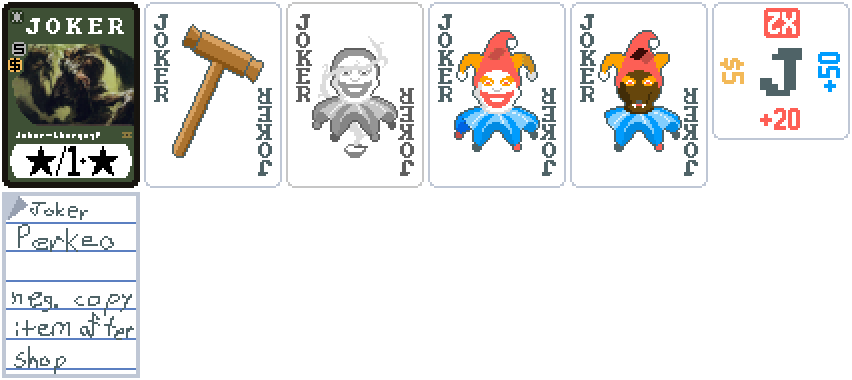 JOKER
S
$
★/1+★
JOKER
JOKER
JOKER
JOKER
JOKER
JOKER
JOKER
JOKER
X2
$5
J
+50
+20
Joker
Perkeo
neg. copy
item after
shop